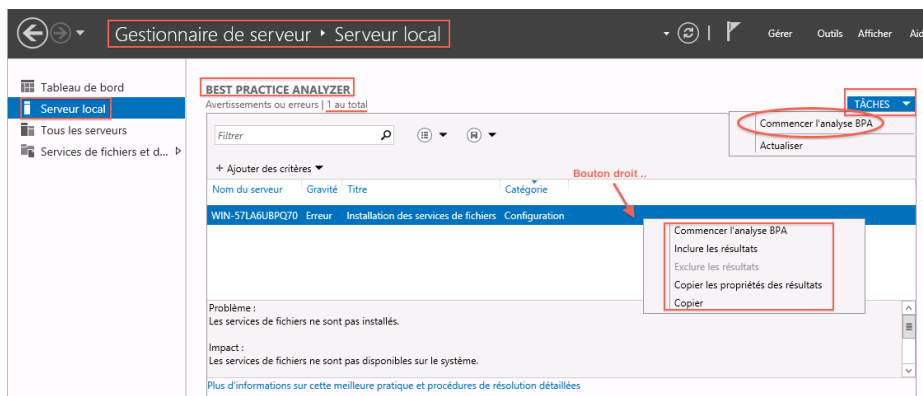 Gestionnaire de serveur ‣ Serveur local
Gérer Outils Afficher Aid
Tableau de bord
Serveur local
Tous les serveurs
Services de fichiers et d...
BEST PRACTICE ANALYZER
Avertissements ou erreurs | 1 au total
TÂCHES
Commencer l'analyse BPA
Actualiser
Filtrer
+ Ajouter des critères
Bouton droit ..
Nom du serveur Gravité Titre Catégorie
WIN-57LA6UBPQ70 Erreur Installation des services de fichiers Configuration
Commencer l'analyse BPA
Inclure les résultats
Exclure les résultats
Copier les propriétés des résultats
Copier
Problème :
Les services de fichiers ne sont pas installés.
Impact :
Les services de fichiers ne sont pas disponibles sur le système.
Plus d'informations sur cette meilleure pratique et procédures de résolution détaillées